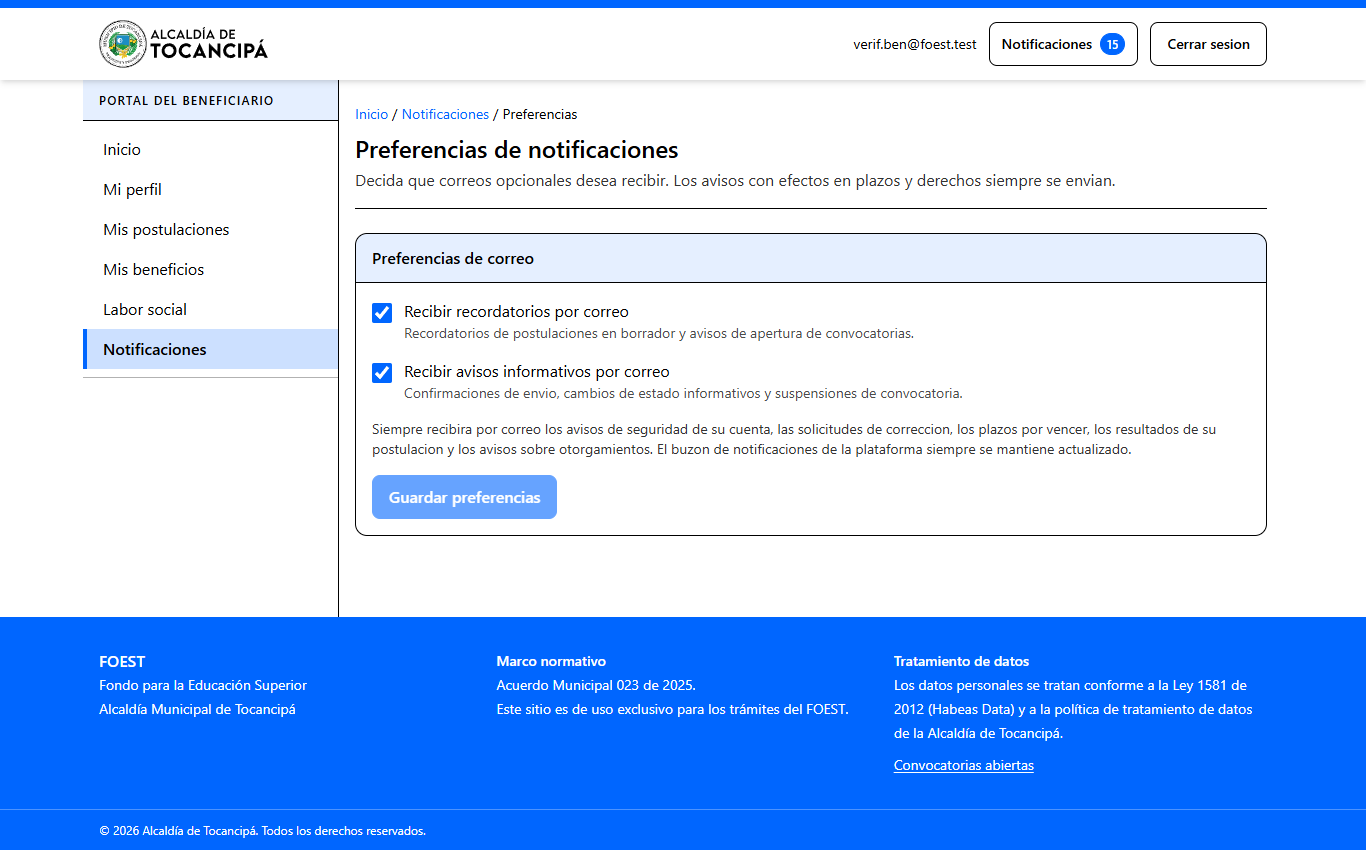 ALCALDÍA DE
TOCANCIPÁ
verif.ben@foest.test
Notificaciones 15
Cerrar sesion
PORTAL DEL BENEFICIARIO
Inicio
Mi perfil
Mis postulaciones
Mis beneficios
Labor social
Notificaciones
Inicio / Notificaciones / Preferencias
Preferencias de notificaciones
Decida que correos opcionales desea recibir. Los avisos con efectos en plazos y derechos siempre se envian.
Preferencias de correo
Recibir recordatorios por correo
Recordatorios de postulaciones en borrador y avisos de apertura de convocatorias.
Recibir avisos informativos por correo
Confirmaciones de envio, cambios de estado informativos y suspensiones de convocatoria.
Siempre recibira por correo los avisos de seguridad de su cuenta, las solicitudes de correccion, los plazos por vencer, los resultados de su
postulacion y los avisos sobre otorgamientos. El buzon de notificaciones de la plataforma siempre se mantiene actualizado.
Guardar preferencias
FOEST
Fondo para la Educación Superior
Alcaldía Municipal de Tocancipá
Marco normativo
Acuerdo Municipal 023 de 2025.
Este sitio es de uso exclusivo para los trámites del FOEST.
Tratamiento de datos
Los datos personales se tratan conforme a la Ley 1581 de
2012 (Habeas Data) y a la política de tratamiento de datos
de la Alcaldía de Tocancipá.
Convocatorias abiertas
© 2026 Alcaldía de Tocancipá. Todos los derechos reservados.